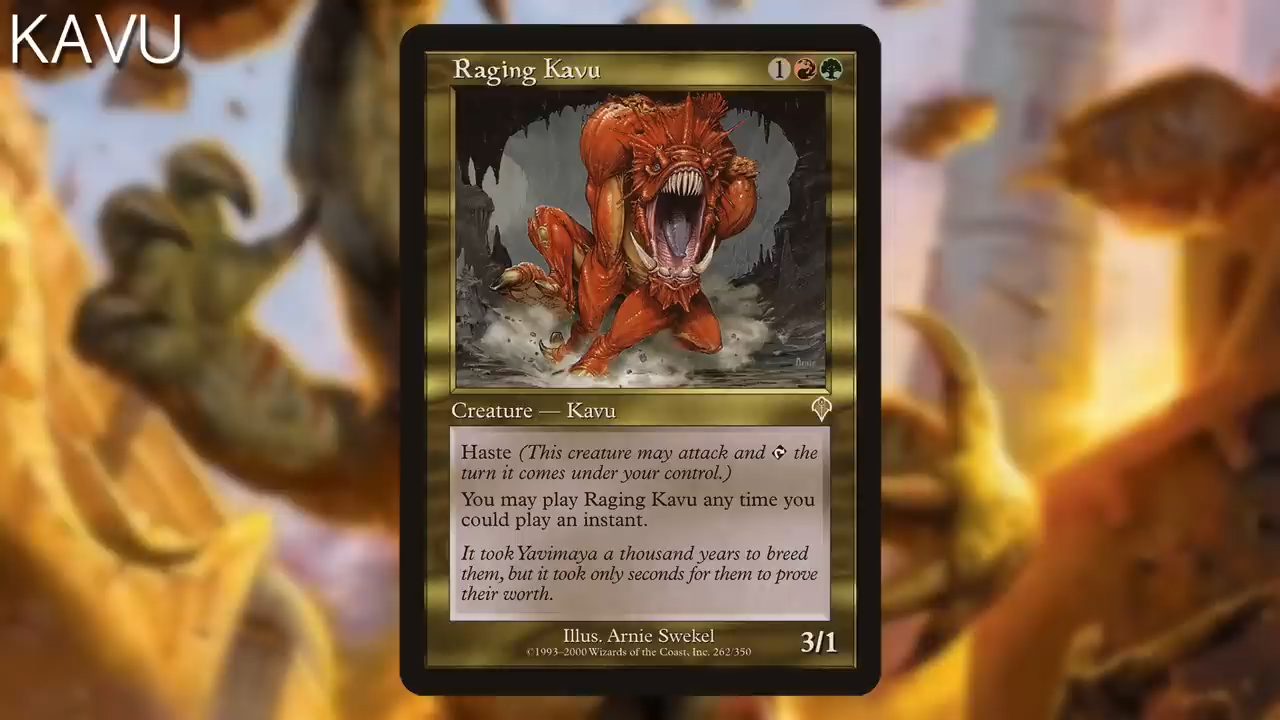 KAVU
Raging Kavu
1
Creature — Kavu
Haste (This creature may attack and the
turn it comes under your control.)
You may play Raging Kavu any time you
could play an instant.
It took Yavimaya a thousand years to breed
them, but it took only seconds for them to prove
their worth.
Illus. Arnie Swekel
©1993–2000 Wizards of the Coast, Inc. 262/350
3/1